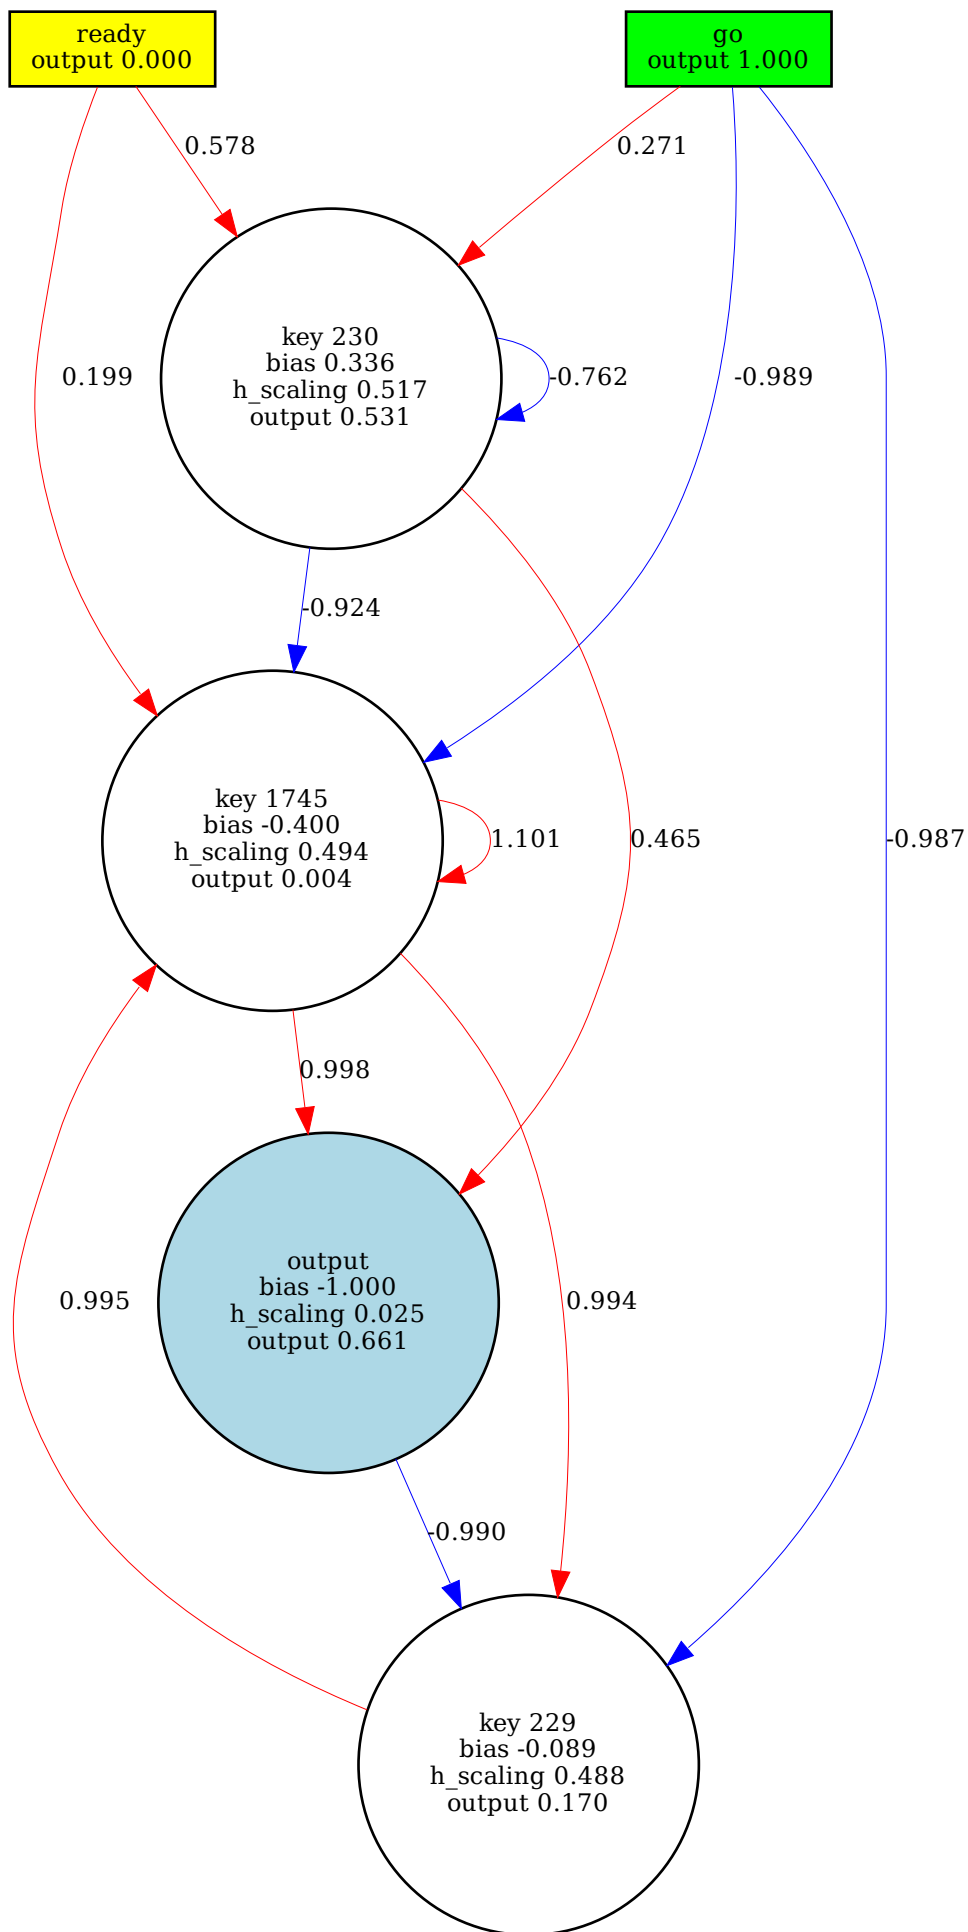 ready
output 0.000
go
output 1.000
0.578
0.271
key 230
bias 0.336
h_scaling 0.517
output 0.531
0.199
-0.762
-0.989
-0.924
key 1745
bias -0.400
h_scaling 0.494
output 0.004
1.101
0.465
-0.987
0.998
output
bias -1.000
h_scaling 0.025
output 0.661
0.995
0.994
-0.990
key 229
bias -0.089
h_scaling 0.488
output 0.170